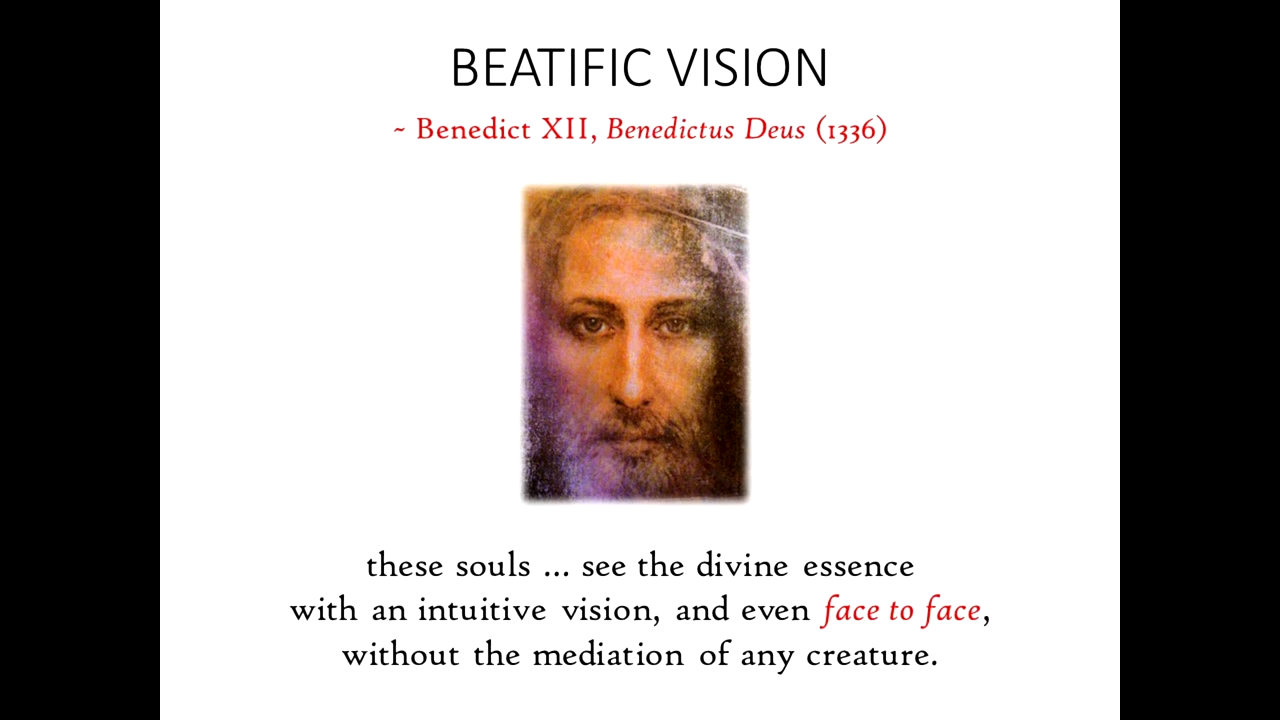 BEATIFIC VISION
~ Benedict XII, Benedictus Deus (1336)
these souls ... see the divine essence
with an intuitive vision, and even face to face,
without the mediation of any creature.